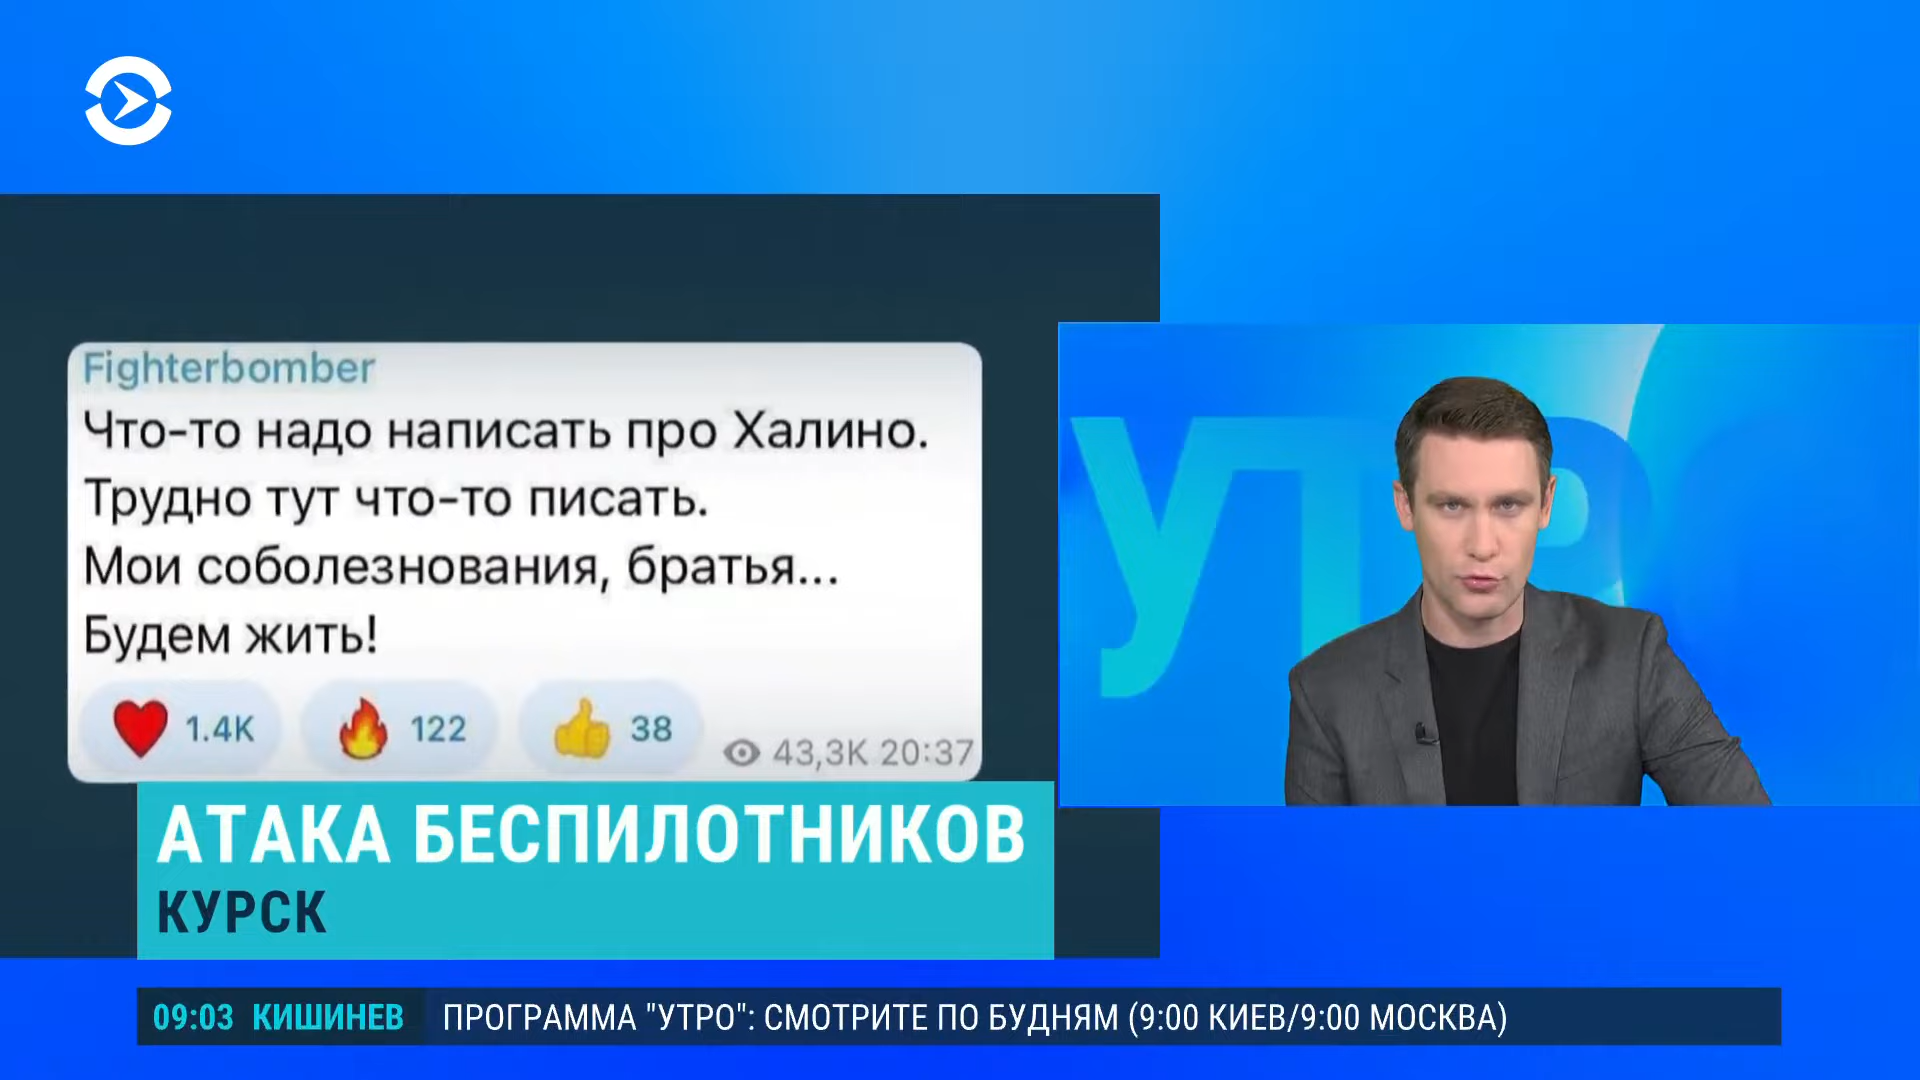 Fighterbomber
Что-то надо написать про Халино.
Трудно тут что-то писать.
Мои соболезнования, братья...
Будем жить!
1.4K 122 38 43,3K 20:37
УТРО
АТАКА БЕСПИЛОТНИКОВ
КУРСК
09:03 КИШИНЕВ ПРОГРАММА "УТРО": СМОТРИТЕ ПО БУДНЯМ (9:00 КИЕВ/9:00 МОСКВА)